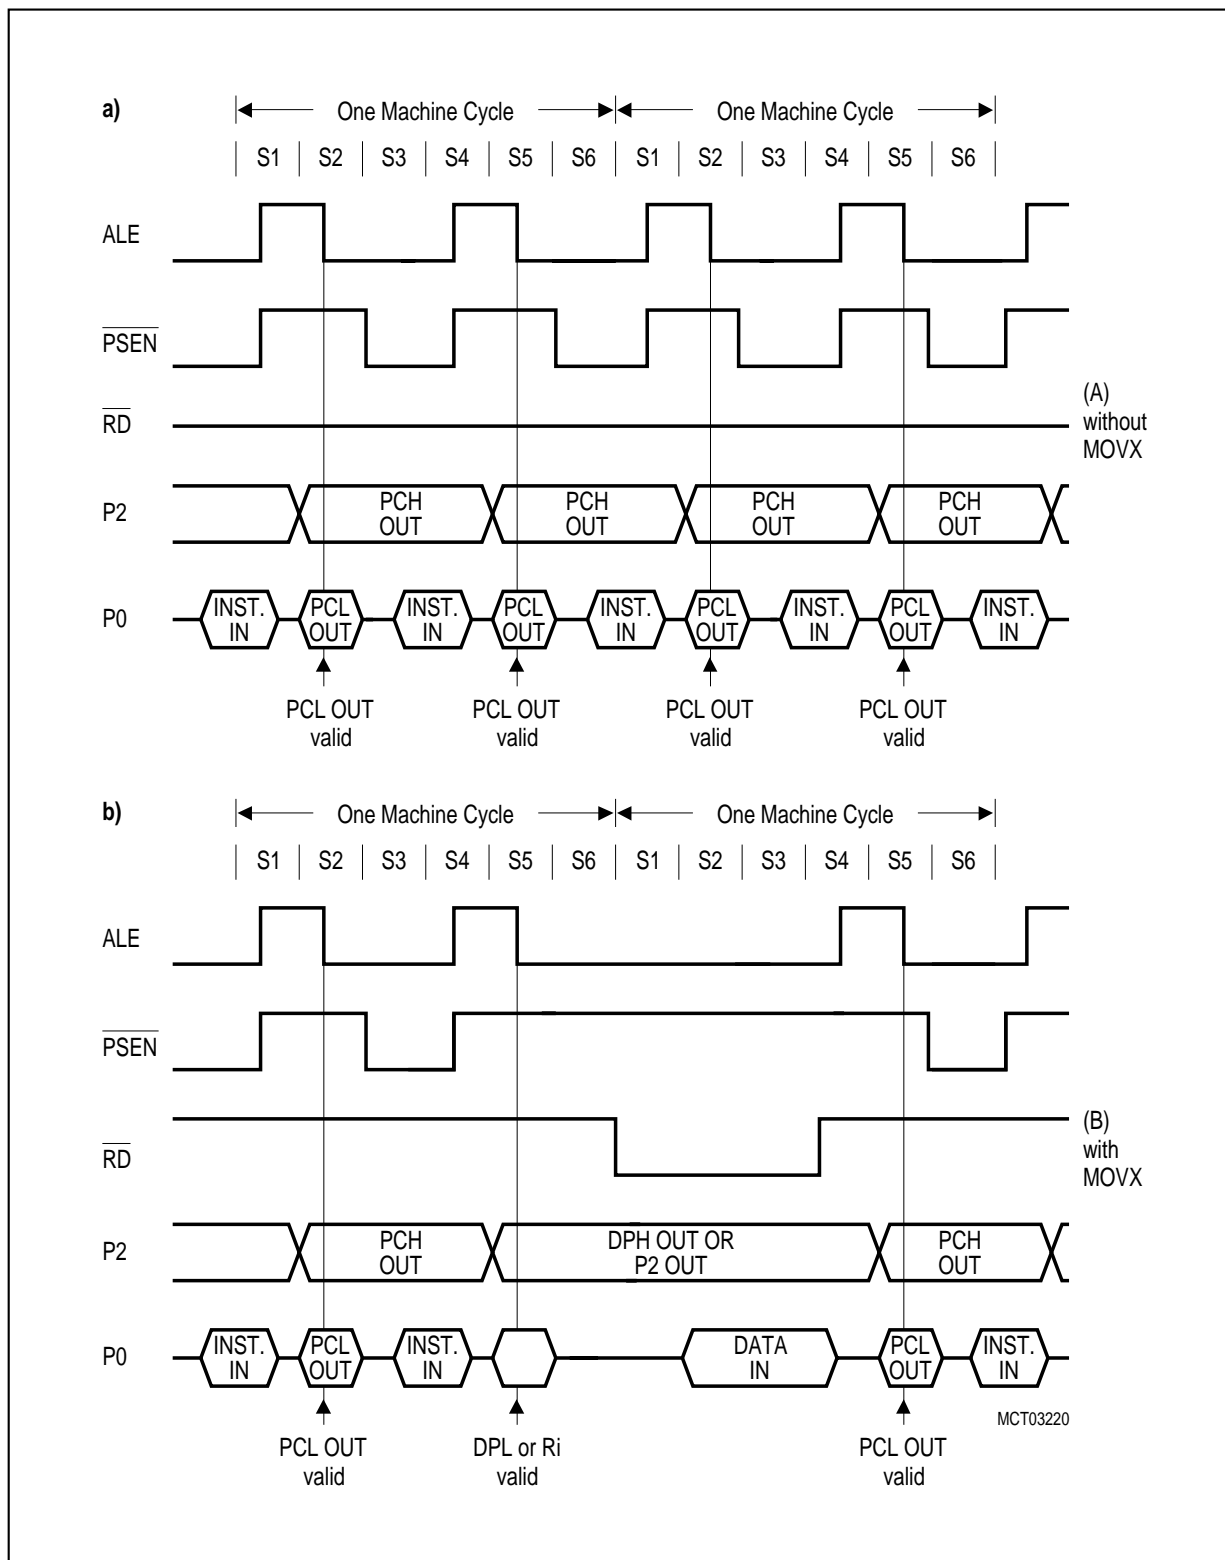 a)
One Machine Cycle One Machine Cycle
S1 S2 S3 S4 S5 S6 S1 S2 S3 S4 S5 S6
ALE
PSEN
RD
(A)
without
MOVX
P2
PCH PCH PCH PCH
OUT OUT OUT OUT
P0
INST. PCL INST. PCL INST. PCL INST. PCL INST.
IN OUT IN OUT IN OUT IN OUT IN
PCL OUT PCL OUT PCL OUT PCL OUT
valid valid valid valid
b)
One Machine Cycle One Machine Cycle
S1 S2 S3 S4 S5 S6 S1 S2 S3 S4 S5 S6
ALE
PSEN
RD
(B)
with
MOVX
P2
PCH DPH OUT OR PCH
OUT P2 OUT OUT
P0
INST. PCL INST. DATA PCL INST.
IN OUT IN IN OUT IN
MCT03220
PCL OUT DPL or Ri PCL OUT
valid valid valid